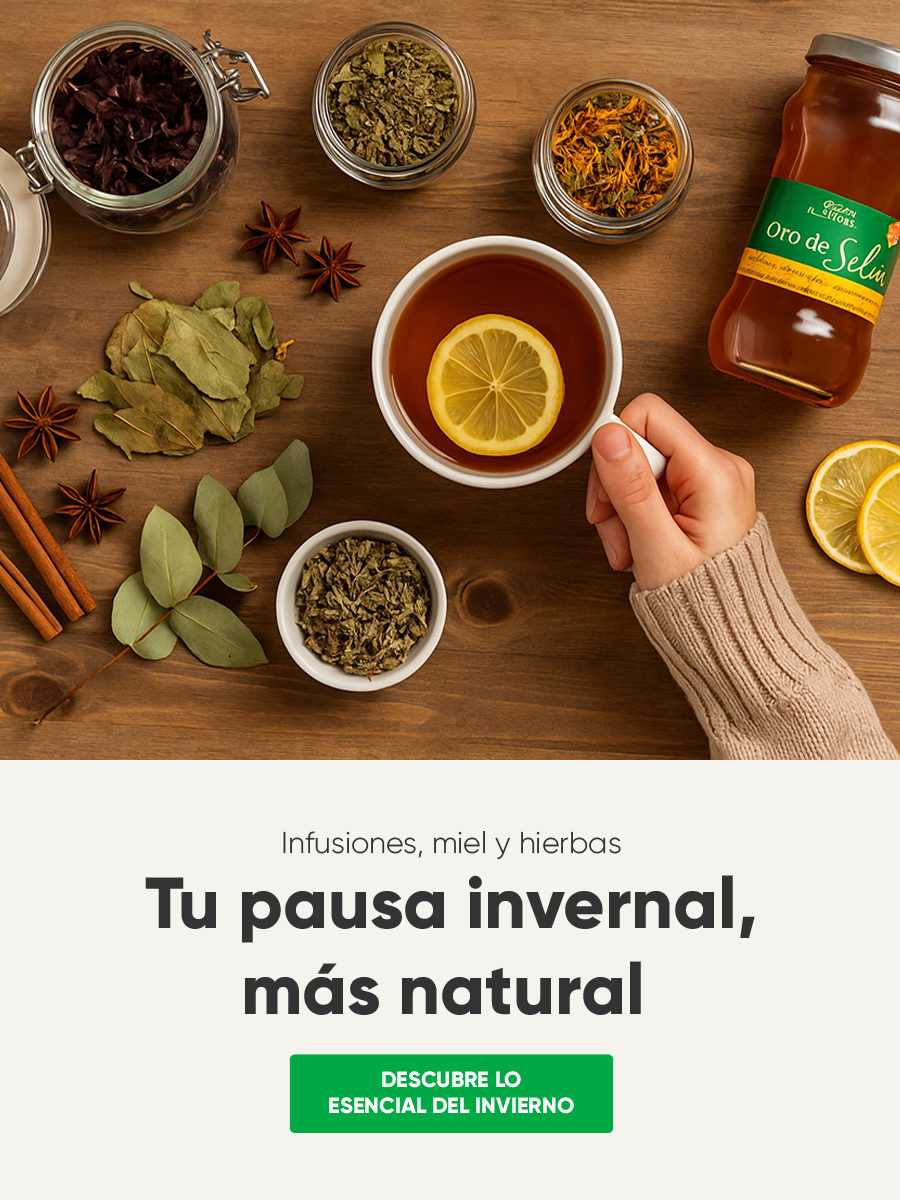 Oro de Selva
Infusiones, miel y hierbas
Tu pausa invernal,
más natural
DESCUBRE LO
ESENCIAL DEL INVIERNO